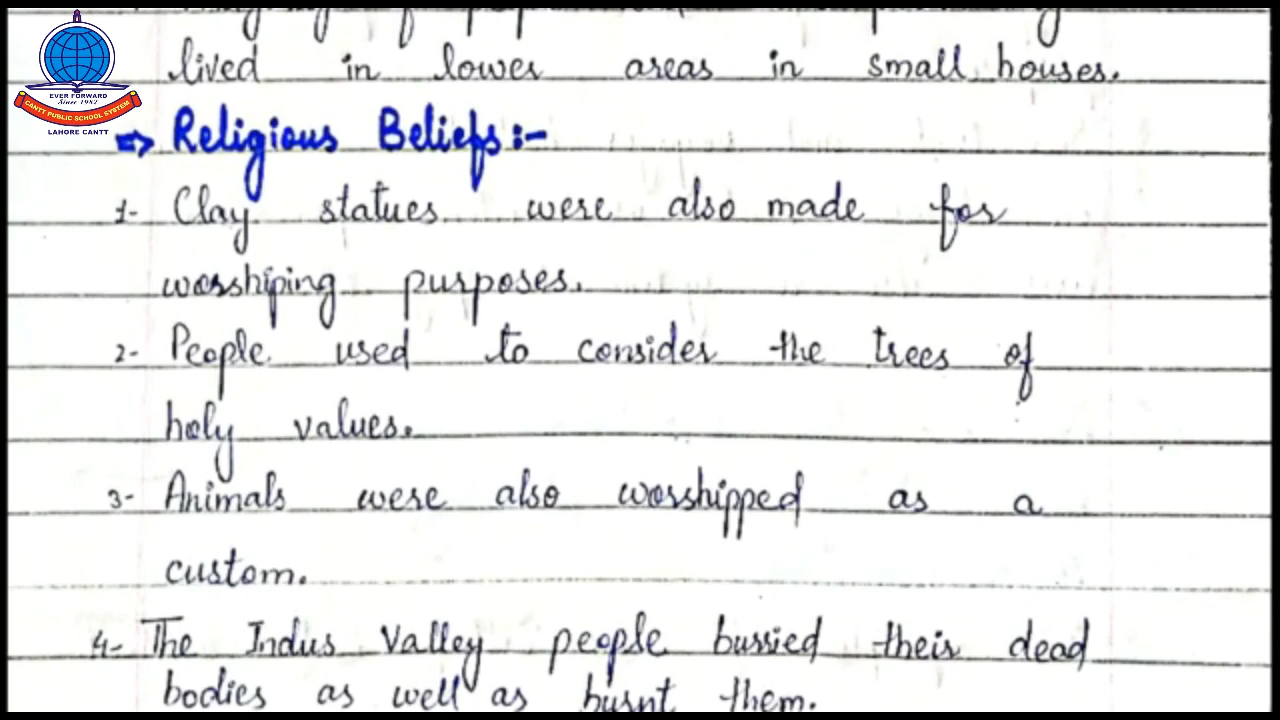 lived in lower areas in small houses.
EVER FORWARD
Since 1982
CANTT PUBLIC SCHOOL SYSTEM
LAHORE CANTT
⇒ Religious Beliefs:-
1- Clay statues were also made for
worshiping purposes.
2- People used to consider the trees of
holy values.
3- Animals were also worshipped as a
custom.
4- The Indus Valley people burried their dead
bodies as well as burnt them.